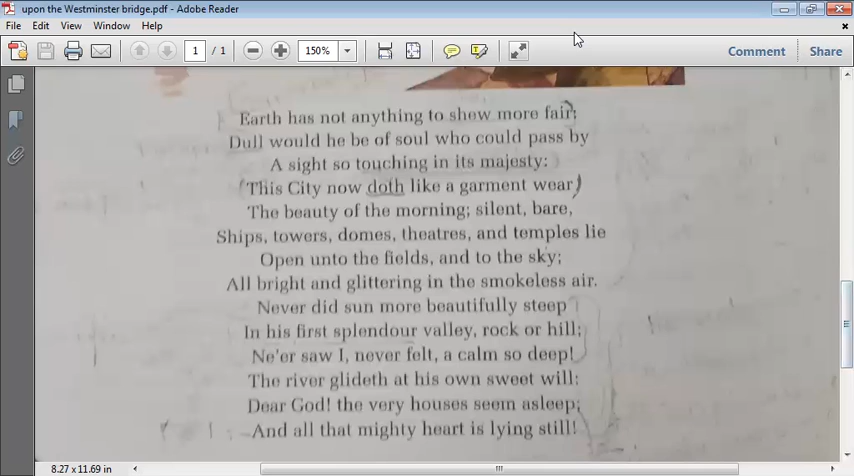 upon the Westminster bridge.pdf - Adobe Reader
File Edit View Window Help
1 / 1 150% Comment Share
Earth has not anything to show more fair;
Dull would he be of soul who could pass by
A sight so touching in its majesty:
This City now doth like a garment wear
The beauty of the morning; silent, bare,
Ships, towers, domes, theatres, and temples lie
Open unto the fields, and to the sky;
All bright and glittering in the smokeless air.
Never did sun more beautifully steep
In his first splendour valley, rock or hill;
Ne'er saw I, never felt, a calm so deep!
The river glideth at his own sweet will:
Dear God! the very houses seem asleep;
And all that mighty heart is lying still!
8.27 x 11.69 in